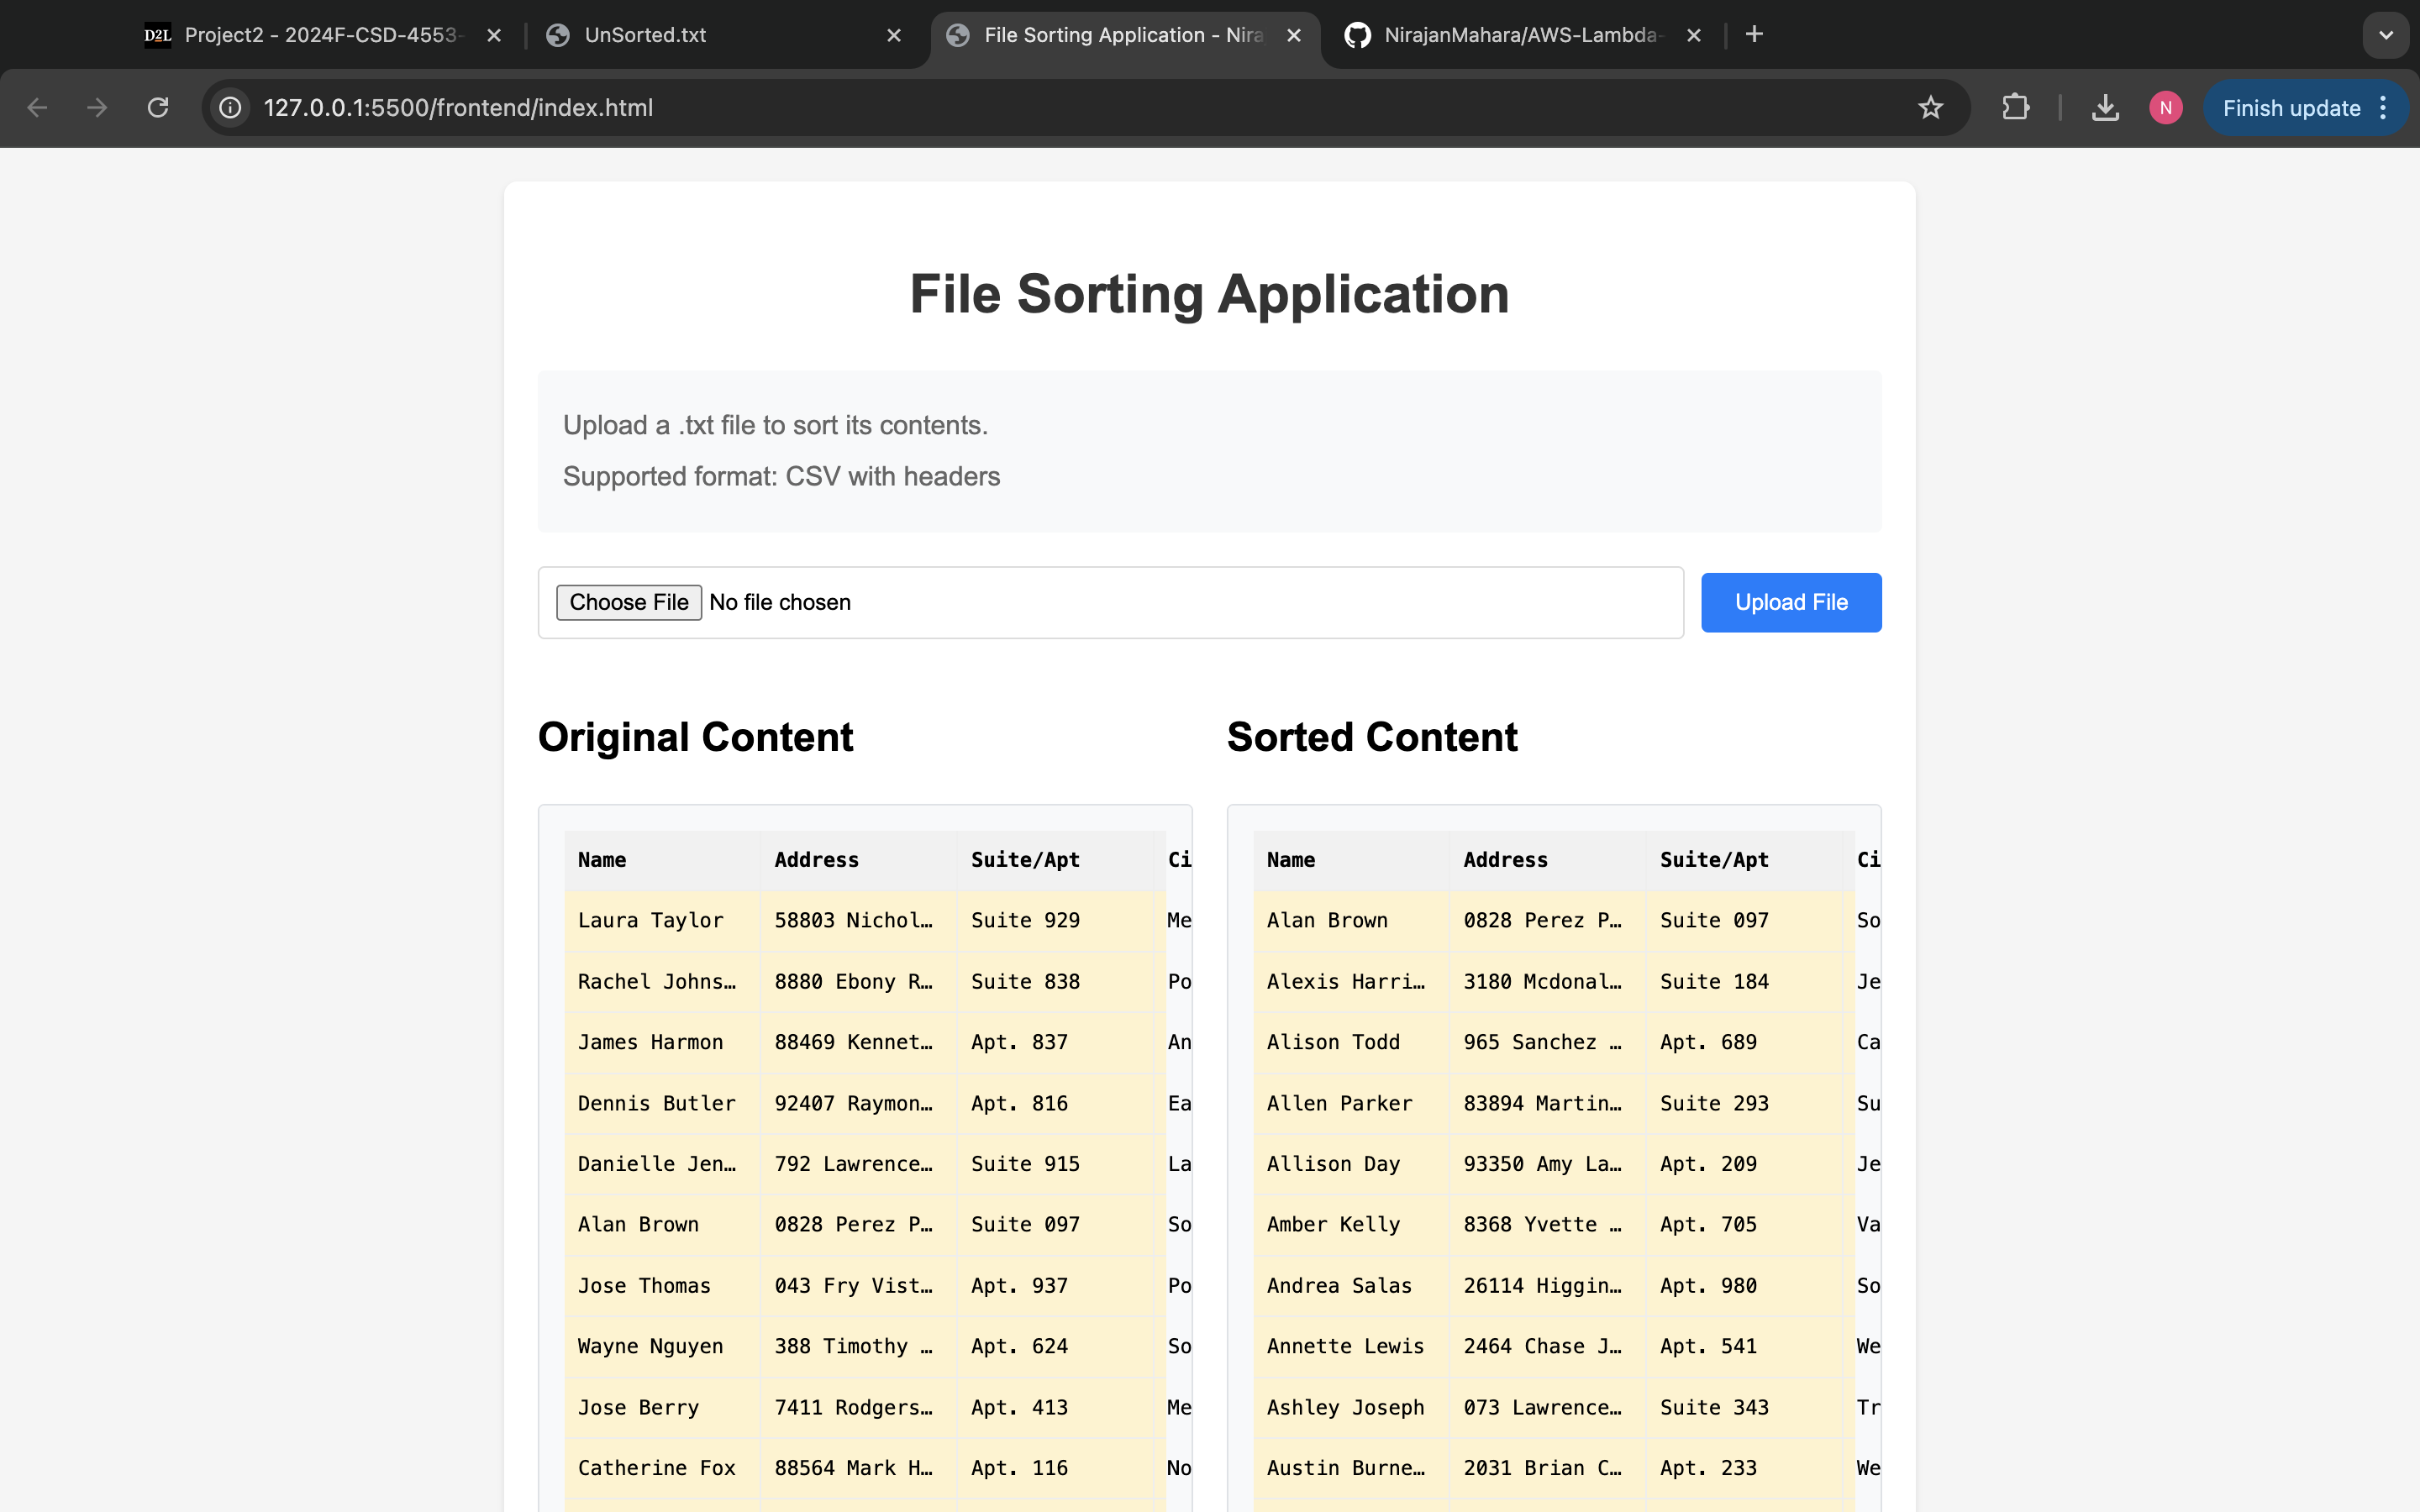 D2L Project2 - 2024F-CSD-4553-
UnSorted.txt
File Sorting Application - Nira
NirajanMahara/AWS-Lambda-
127.0.0.1:5500/frontend/index.html
N
Finish update
File Sorting Application
Upload a .txt file to sort its contents.
Supported format: CSV with headers
Choose File No file chosen
Upload File
Original Content
Name Address Suite/Apt Ci
Laura Taylor 58803 Nichol… Suite 929 Me
Rachel Johns… 8880 Ebony R… Suite 838 Po
James Harmon 88469 Kennet… Apt. 837 An
Dennis Butler 92407 Raymon… Apt. 816 Ea
Danielle Jen… 792 Lawrence… Suite 915 La
Alan Brown 0828 Perez P… Suite 097 So
Jose Thomas 043 Fry Vist… Apt. 937 Po
Wayne Nguyen 388 Timothy … Apt. 624 So
Jose Berry 7411 Rodgers… Apt. 413 Me
Catherine Fox 88564 Mark H… Apt. 116 No
Sorted Content
Name Address Suite/Apt Ci
Alan Brown 0828 Perez P… Suite 097 So
Alexis Harri… 3180 Mcdonal… Suite 184 Je
Alison Todd 965 Sanchez … Apt. 689 Ca
Allen Parker 83894 Martin… Suite 293 Su
Allison Day 93350 Amy La… Apt. 209 Je
Amber Kelly 8368 Yvette … Apt. 705 Va
Andrea Salas 26114 Higgin… Apt. 980 So
Annette Lewis 2464 Chase J… Apt. 541 We
Ashley Joseph 073 Lawrence… Suite 343 Tr
Austin Burne… 2031 Brian C… Apt. 233 We